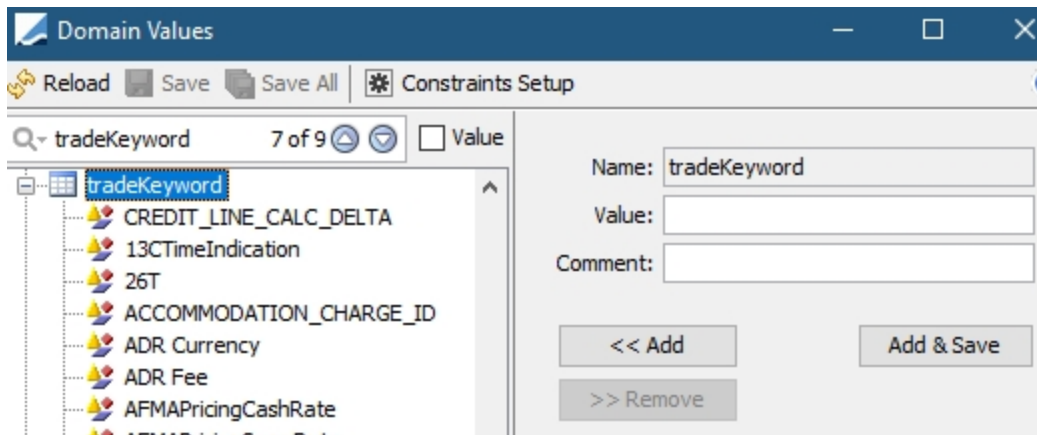 Domain Values
Reload Save Save All Constraints Setup
tradeKeyword 7 of 9 Value
tradeKeyword
CREDIT_LINE_CALC_DELTA
13CTimeIndication
26T
ACCOMMODATION_CHARGE_ID
ADR Currency
ADR Fee
AFMAPricingCashRate
Name: tradeKeyword
Value:
Comment:
<< Add Add & Save
>> Remove